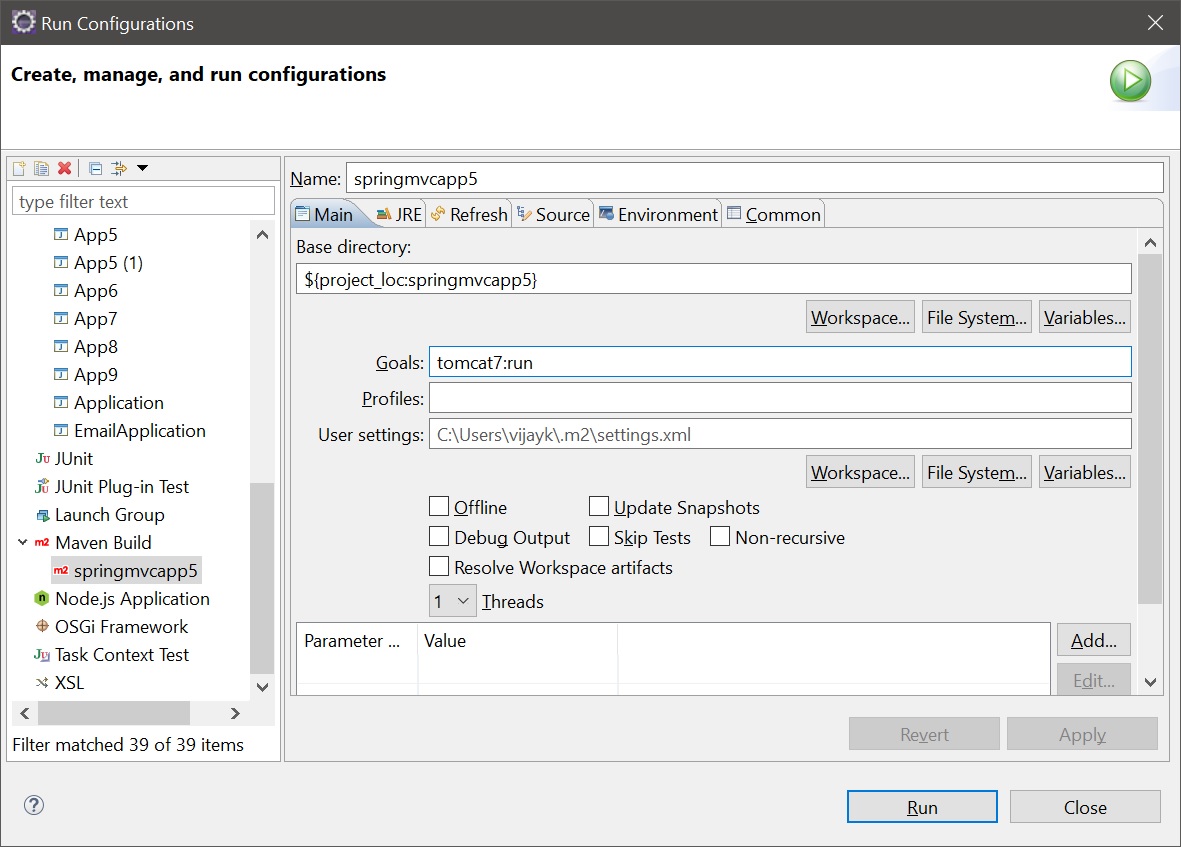 Run Configurations
Create, manage, and run configurations
type filter text
App5
App5 (1)
App6
App7
App8
App9
Application
EmailApplication
JUnit
JUnit Plug-in Test
Launch Group
Maven Build
springmvcapp5
Node.js Application
OSGi Framework
Task Context Test
XSL
Filter matched 39 of 39 items
Name: springmvcapp5
Main JRE Refresh Source Environment Common
Base directory:
${project_loc:springmvcapp5}
Workspace... File System... Variables...
Goals: tomcat7:run
Profiles:
User settings: C:\Users\vijayk\.m2\settings.xml
Workspace... File System... Variables...
Offline Update Snapshots
Debug Output Skip Tests Non-recursive
Resolve Workspace artifacts
1 Threads
Parameter ... Value
Add...
Edit...
Revert Apply
Run Close